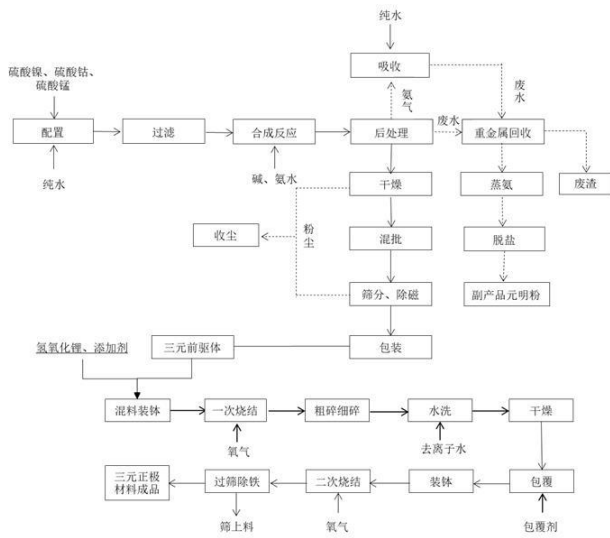 纯水
吸收
硫酸镍、硫酸钴、
硫酸锰
氨气
废水
配置
过滤
合成反应
后处理
废水
重金属回收
纯水
碱、氨水
干燥
蒸氨
废渣
收尘
粉尘
混批
脱盐
筛分、除磁
副产品元明粉
氢氧化锂、添加剂
三元前驱体
包装
混料装钵
一次烧结
粗碎细碎
水洗
干燥
氧气
去离子水
三元正极
材料成品
过筛除铁
二次烧结
装钵
包覆
筛上料
氧气
包覆剂